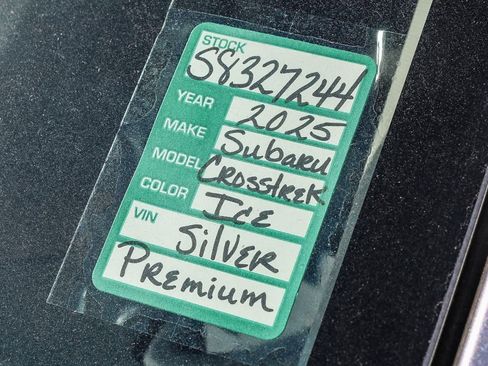 STOCK
S8327244
YEAR 2025
MAKE Subaru
MODEL Crosstrek
COLOR Ice
VIN Silver
Premium